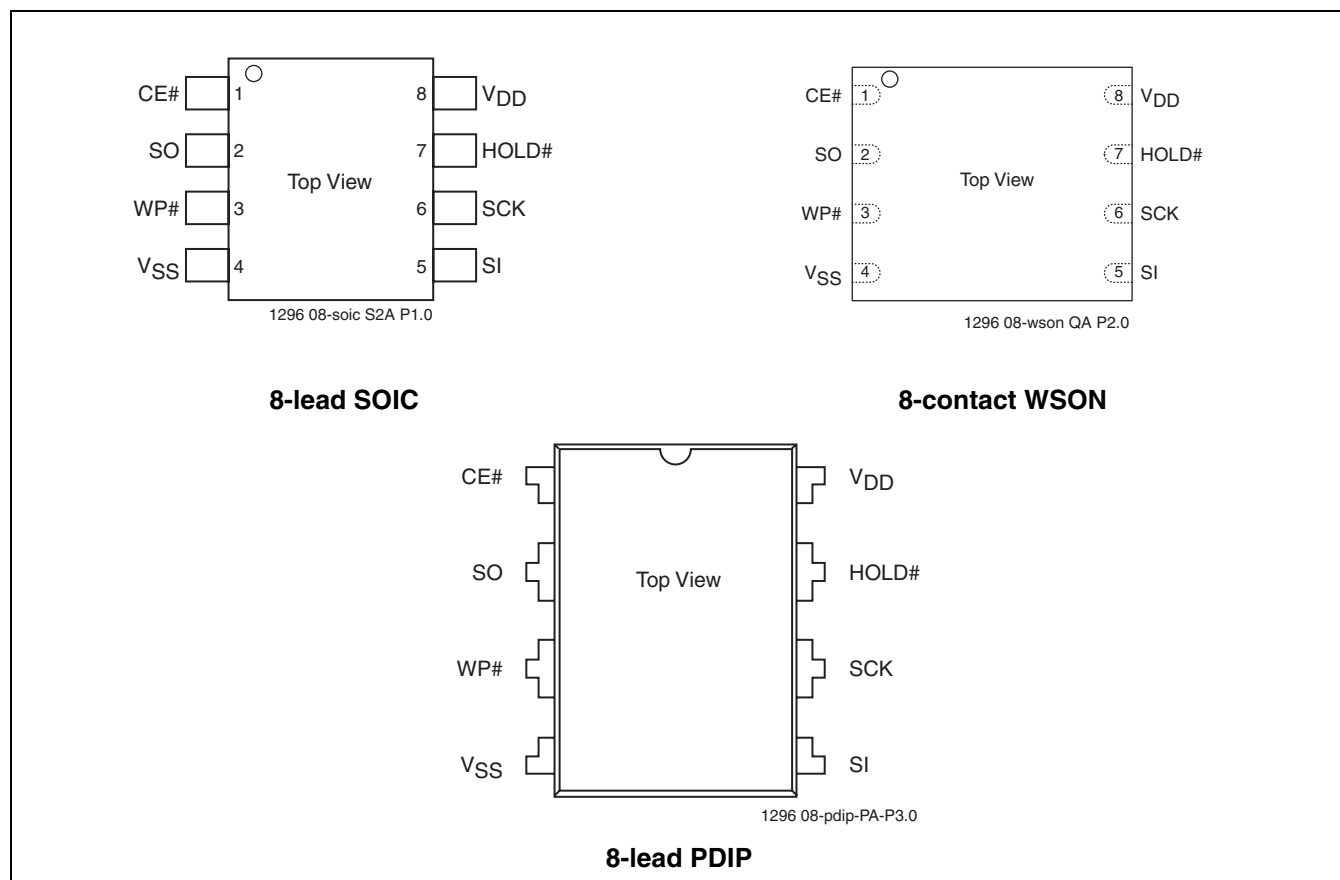 CE# 1 8 VDD
SO 2 7 HOLD#
Top View
WP# 3 6 SCK
VSS 4 5 SI
1296 08-soic S2A P1.0
8-lead SOIC
CE# 1 8 VDD
SO 2 7 HOLD#
Top View
WP# 3 6 SCK
VSS 4 5 SI
1296 08-wson QA P2.0
8-contact WSON
CE# VDD
SO Top View HOLD#
WP# SCK
VSS SI
1296 08-pdip-PA-P3.0
8-lead PDIP